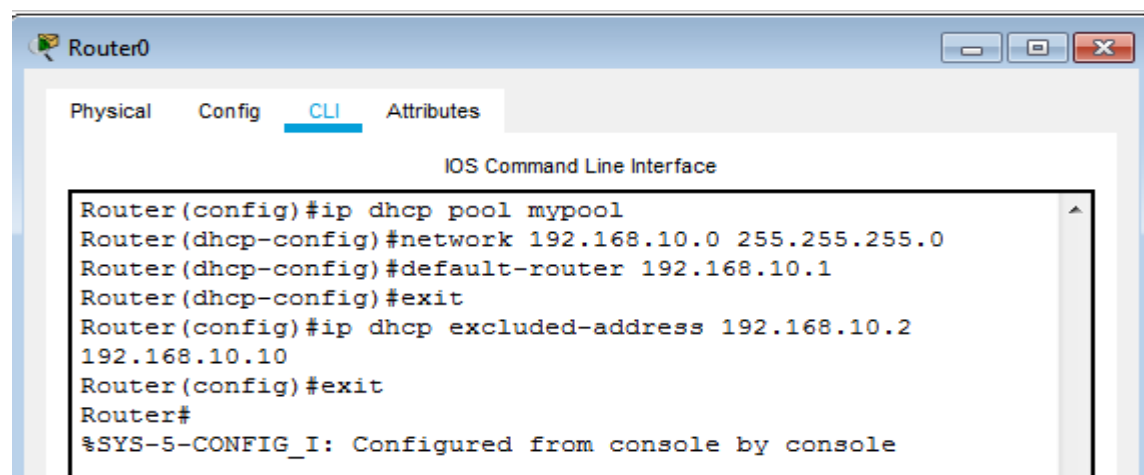 Router0
Physical Config CLI Attributes
IOS Command Line Interface
Router(config)#ip dhcp pool mypool
Router(dhcp-config)#network 192.168.10.0 255.255.255.0
Router(dhcp-config)#default-router 192.168.10.1
Router(dhcp-config)#exit
Router(config)#ip dhcp excluded-address 192.168.10.2
192.168.10.10
Router(config)#exit
Router#
%SYS-5-CONFIG_I: Configured from console by console